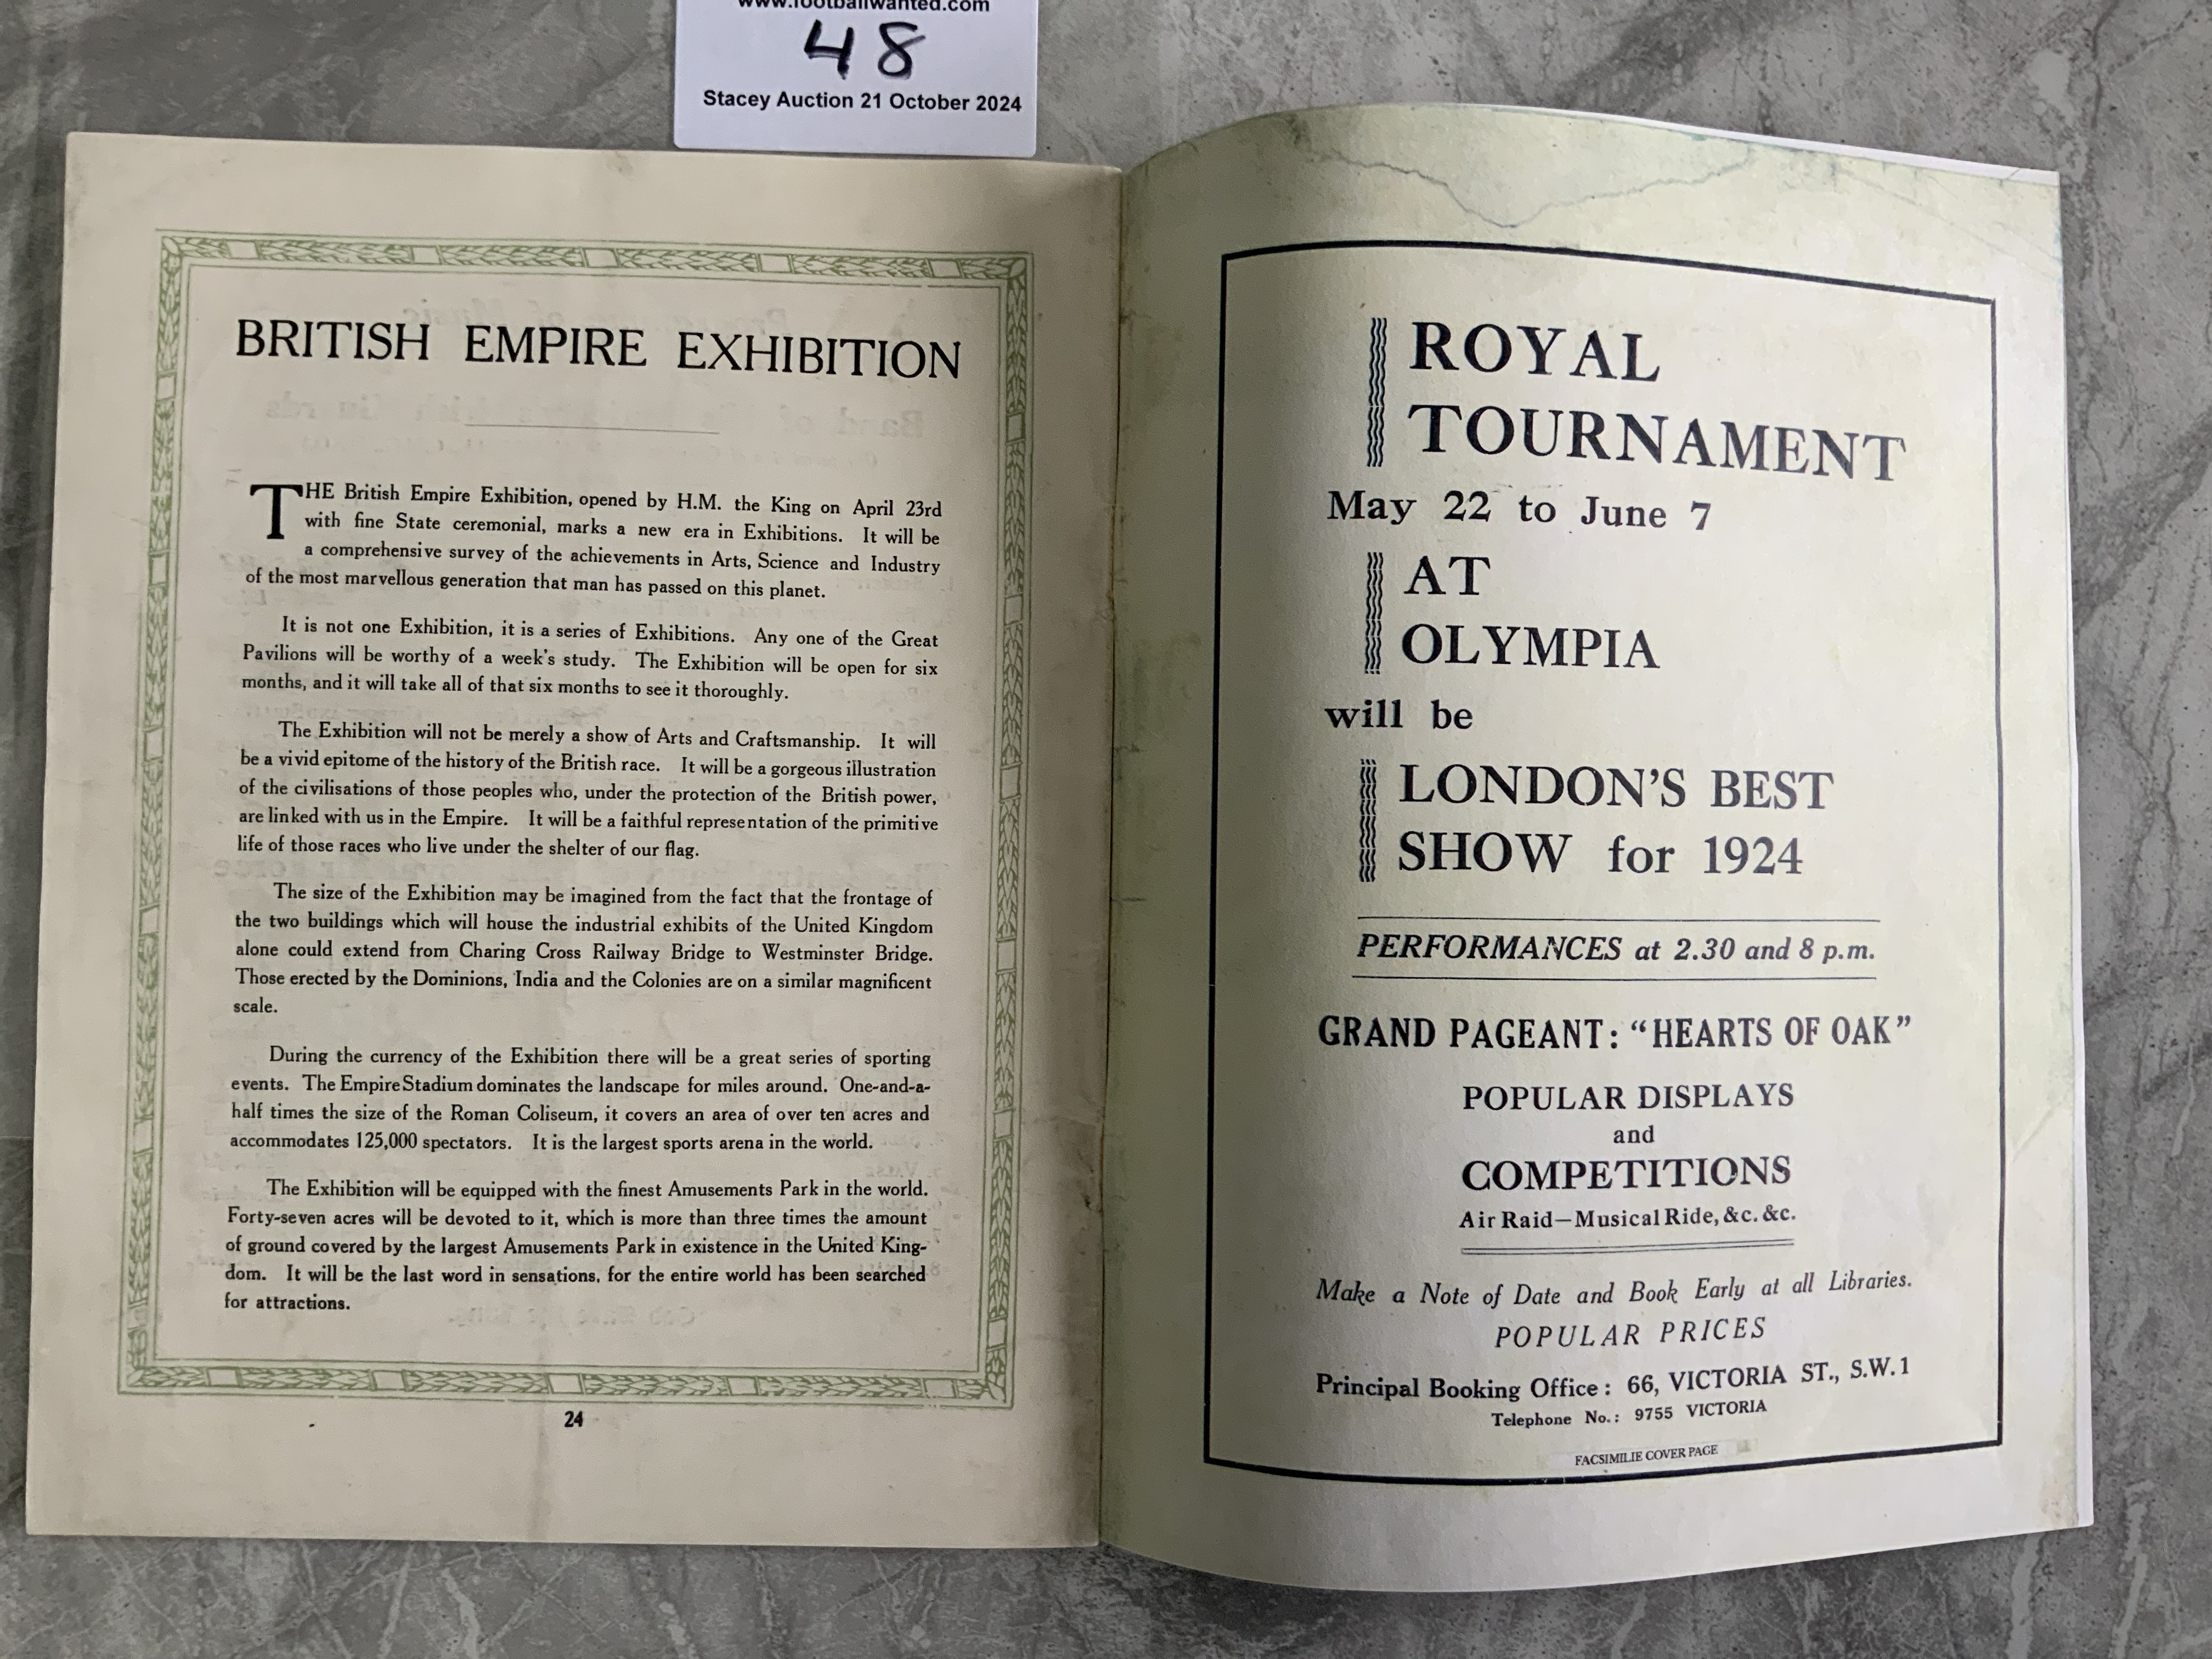 www.footballwanted.com
48
Stacey Auction 21 October 2024
BRITISH EMPIRE EXHIBITION
THE British Empire Exhibition, opened by H.M. the King on April 23rd
with fine State ceremonial, marks a new era in Exhibitions. It will be
a comprehensive survey of the achievements in Arts, Science and Industry
of the most marvellous generation that man has passed on this planet.
It is not one Exhibition, it is a series of Exhibitions. Any one of the Great
Pavilions will be worthy of a week's study. The Exhibition will be open for six
months, and it will take all of that six months to see it thoroughly.
The Exhibition will not be merely a show of Arts and Craftsmanship. It will
be a vivid epitome of the history of the British race. It will be a gorgeous illustration
of the civilisations of those peoples who, under the protection of the British power,
are linked with us in the Empire. It will be a faithful representation of the primitive
life of those races who live under the shelter of our flag.
The size of the Exhibition may be imagined from the fact that the frontage of
the two buildings which will house the industrial exhibits of the United Kingdom
alone could extend from Charing Cross Railway Bridge to Westminster Bridge.
Those erected by the Dominions, India and the Colonies are on a similar magnificent
scale.
During the currency of the Exhibition there will be a great series of sporting
events. The Empire Stadium dominates the landscape for miles around. One-and-a-
half times the size of the Roman Coliseum, it covers an area of over ten acres and
accommodates 125,000 spectators. It is the largest sports arena in the world.
The Exhibition will be equipped with the finest Amusements Park in the world.
Forty-seven acres will be devoted to it, which is more than three times the amount
of ground covered by the largest Amusements Park in existence in the United King-
dom. It will be the last word in sensations, for the entire world has been searched
for attractions.
24
ROYAL
TOURNAMENT
May 22 to June 7
AT
OLYMPIA
will be
LONDON'S BEST
SHOW for 1924
PERFORMANCES at 2.30 and 8 p.m.
GRAND PAGEANT: "HEARTS OF OAK"
POPULAR DISPLAYS
and
COMPETITIONS
Air Raid—Musical Ride, &c. &c.
Make a Note of Date and Book Early at all Libraries.
POPULAR PRICES
Principal Booking Office: 66, VICTORIA ST., S.W.1
Telephone No.: 9755 VICTORIA
FACSIMILIE COVER PAGE